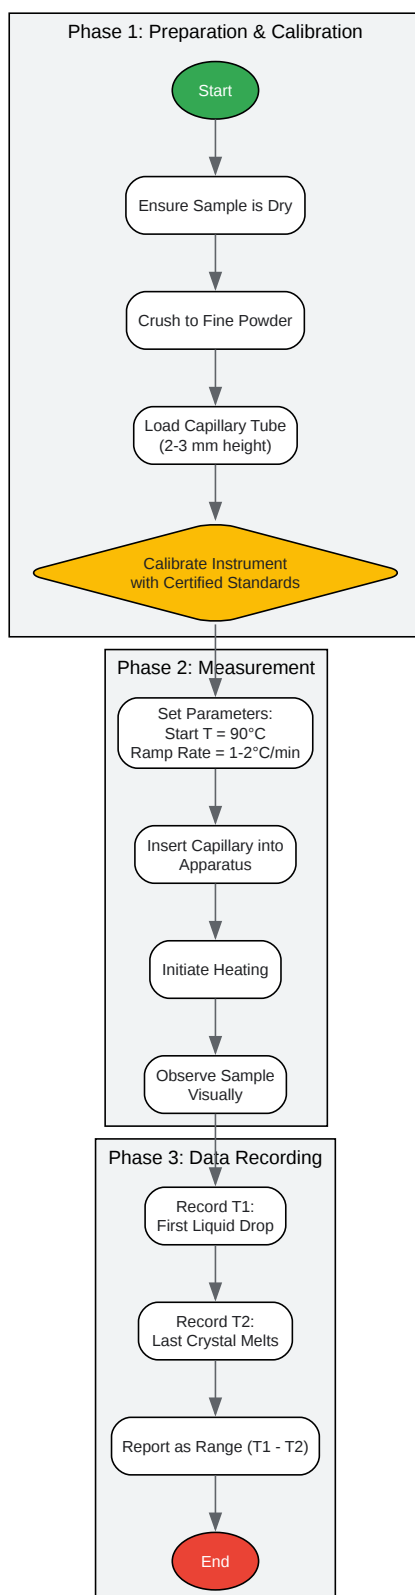 Phase 1: Preparation & Calibration
Start
Ensure Sample is Dry
Crush to Fine Powder
Load Capillary Tube
(2-3 mm height)
Calibrate Instrument
with Certified Standards
Phase 2: Measurement
Set Parameters:
Start T = 90°C
Ramp Rate = 1-2°C/min
Insert Capillary into
Apparatus
Initiate Heating
Observe Sample
Visually
Phase 3: Data Recording
Record T1:
First Liquid Drop
Record T2:
Last Crystal Melts
Report as Range (T1 - T2)
End